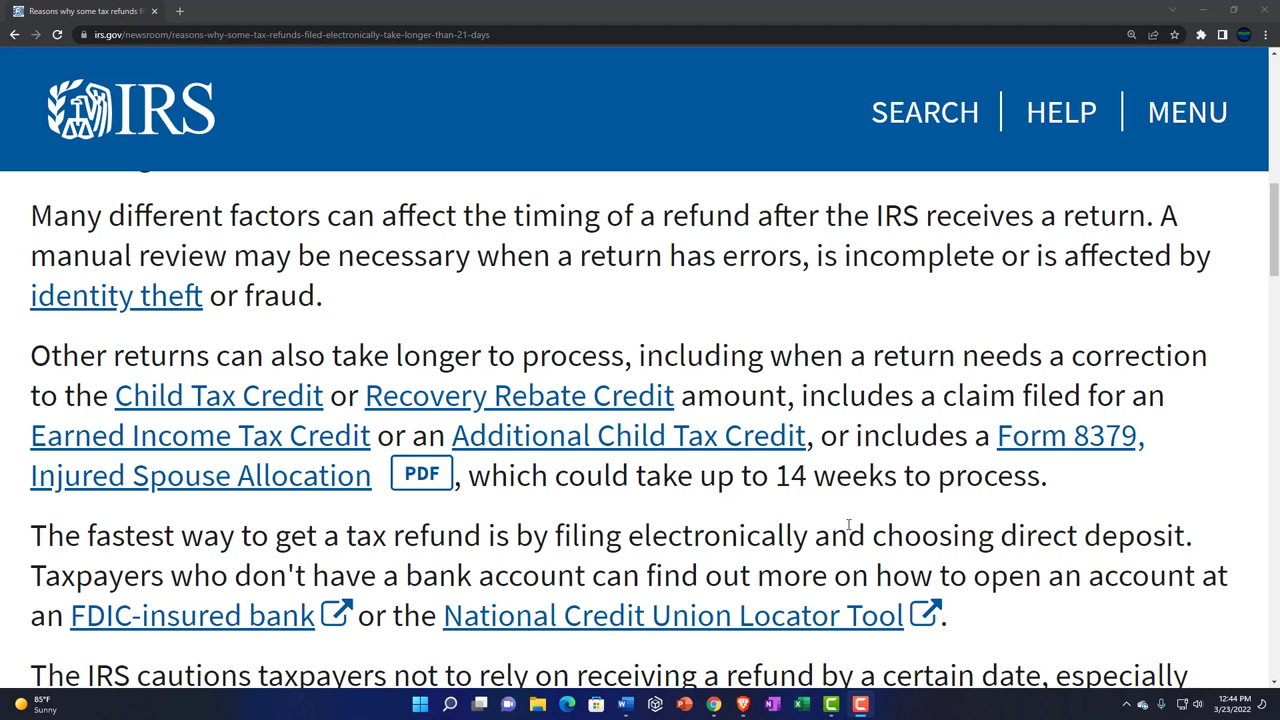 Reasons why some tax refunds f
irs.gov/newsroom/reasons-why-some-tax-refunds-filed-electronically-take-longer-than-21-days
IRS
SEARCH
HELP
MENU
Many different factors can affect the timing of a refund after the IRS receives a return. A
manual review may be necessary when a return has errors, is incomplete or is affected by
identity theft or fraud.
Other returns can also take longer to process, including when a return needs a correction
to the Child Tax Credit or Recovery Rebate Credit amount, includes a claim filed for an
Earned Income Tax Credit or an Additional Child Tax Credit, or includes a Form 8379,
Injured Spouse Allocation PDF, which could take up to 14 weeks to process.
The fastest way to get a tax refund is by filing electronically and choosing direct deposit.
Taxpayers who don't have a bank account can find out more on how to open an account at
an FDIC-insured bank or the National Credit Union Locator Tool.
The IRS cautions taxpayers not to rely on receiving a refund by a certain date, especially
85°F
Sunny
12:44 PM
3/23/2022